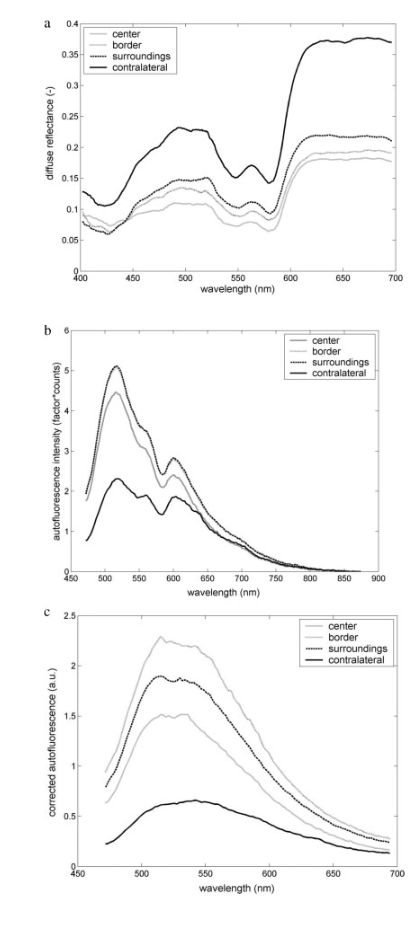 a
0.4
0.35
0.3
0.25
0.2
0.15
0.1
0.05
0
diffuse reflectance (-)
center
border
surroundings
contralateral
400 450 500 550 600 650 700
wavelength (nm)
b
6
5
4
3
2
1
0
autofluorescence intensity (factor*counts)
center
border
surroundings
contralateral
450 500 550 600 650 700 750 800 850 900
wavelength (nm)
c
2.5
2
1.5
1
0.5
0
corrected autofluorescence (a.u.)
center
border
surroundings
contralateral
450 500 550 600 650 700
wavelength (nm)